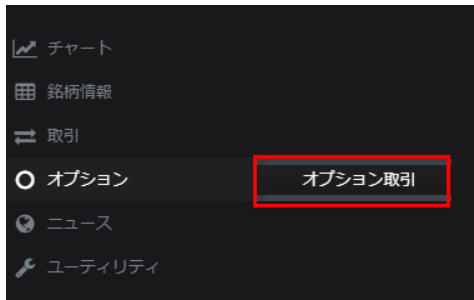 チャート
銘柄情報
取引
オプション
オプション取引
ニュース
ユーティリティ